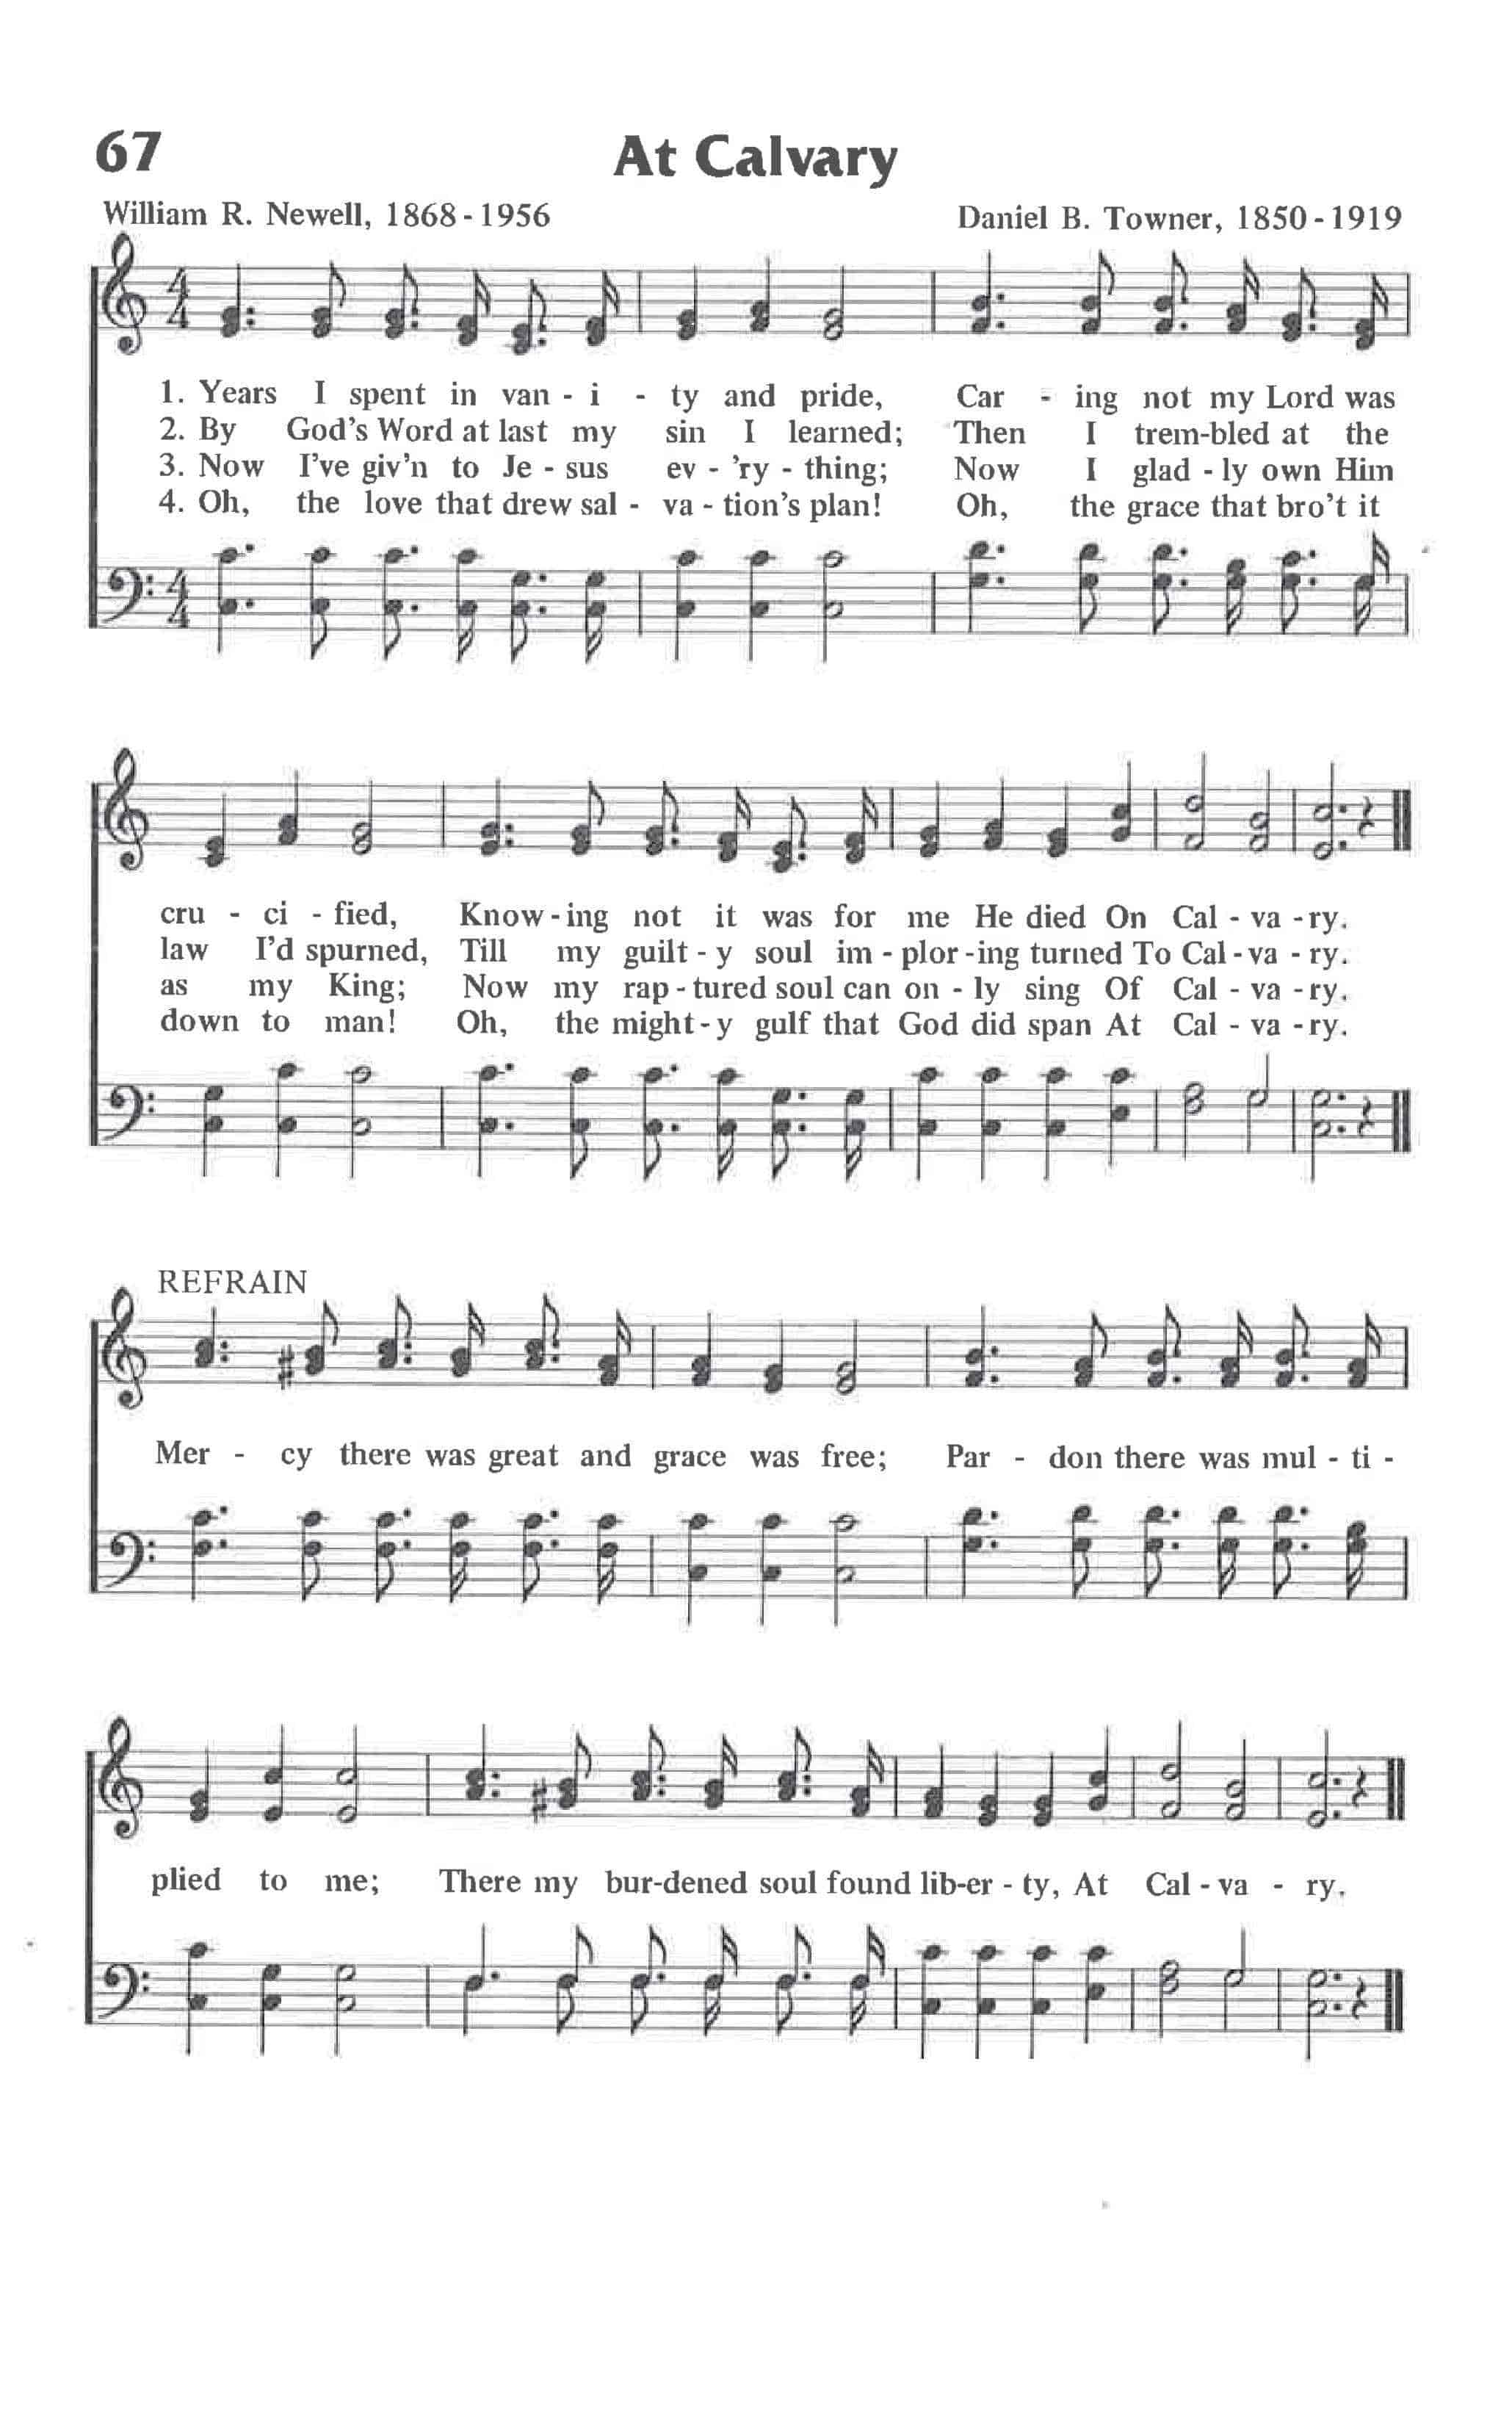 67
At Calvary
William R. Newell, 1868-1956
Daniel B. Towner, 1850-1919
1. Years I spent in van - i - ty and pride, Car - ing not my Lord was
2. By God's Word at last my sin I learned; Then I trem-bled at the
3. Now I've giv'n to Je - sus ev - 'ry - thing; Now I glad - ly own Him
4. Oh, the love that drew sal - va - tion's plan! Oh, the grace that bro't it
cru - ci - fied, Know - ing not it was for me He died On Cal - va - ry.
law I'd spurned, Till my guilt - y soul im - plor - ing turned To Cal - va - ry.
as my King; Now my rap - tured soul can on - ly sing Of Cal - va - ry.
down to man! Oh, the might - y gulf that God did span At Cal - va - ry.
REFRAIN
Mer - cy there was great and grace was free; Par - don there was mul - ti -
plied to me; There my bur-dened soul found lib-er - ty, At Cal - va - ry.